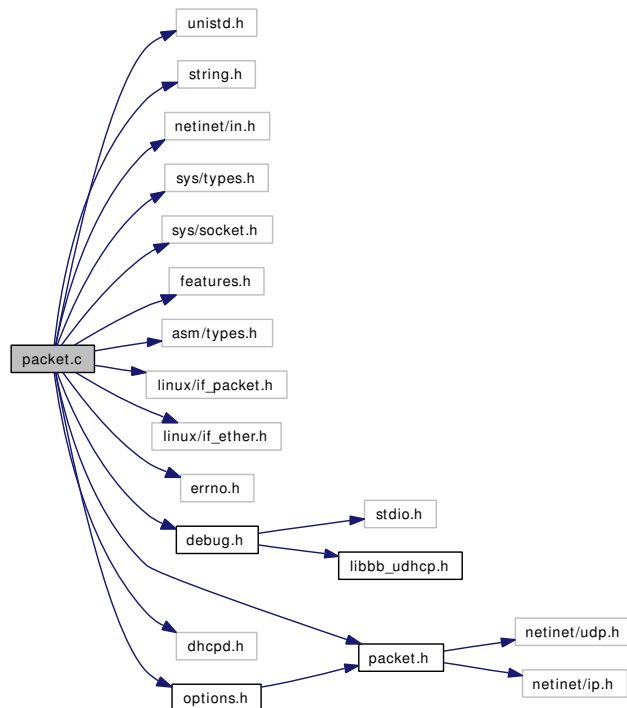 unistd.h
string.h
netinet/in.h
sys/types.h
sys/socket.h
features.h
asm/types.h
packet.c
linux/if_packet.h
linux/if_ether.h
errno.h
stdio.h
debug.h
libbb_udhcp.h
netinet/udp.h
dhcpd.h
packet.h
netinet/ip.h
options.h